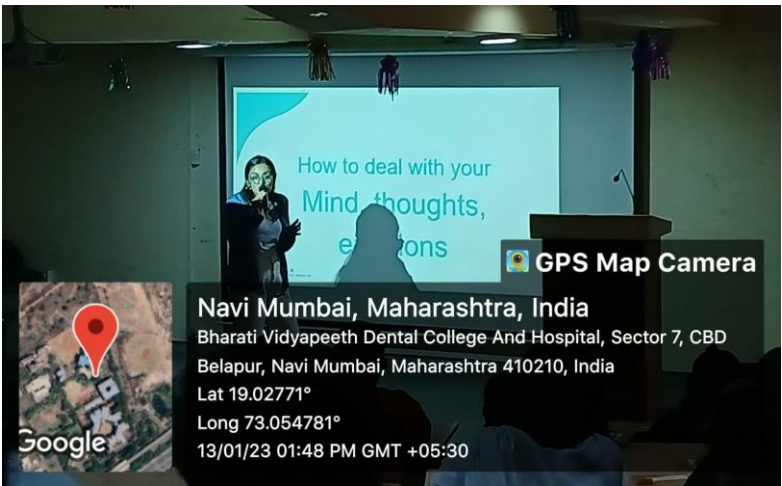 How to deal with your
Mind, thoughts,
GPS Map Camera
Navi Mumbai, Maharashtra, India
Bharati Vidyapeeth Dental College And Hospital, Sector 7, CBD
Belapur, Navi Mumbai, Maharashtra 410210, India
Lat 19.02771°
Long 73.054781°
13/01/23 01:48 PM GMT +05:30
Google